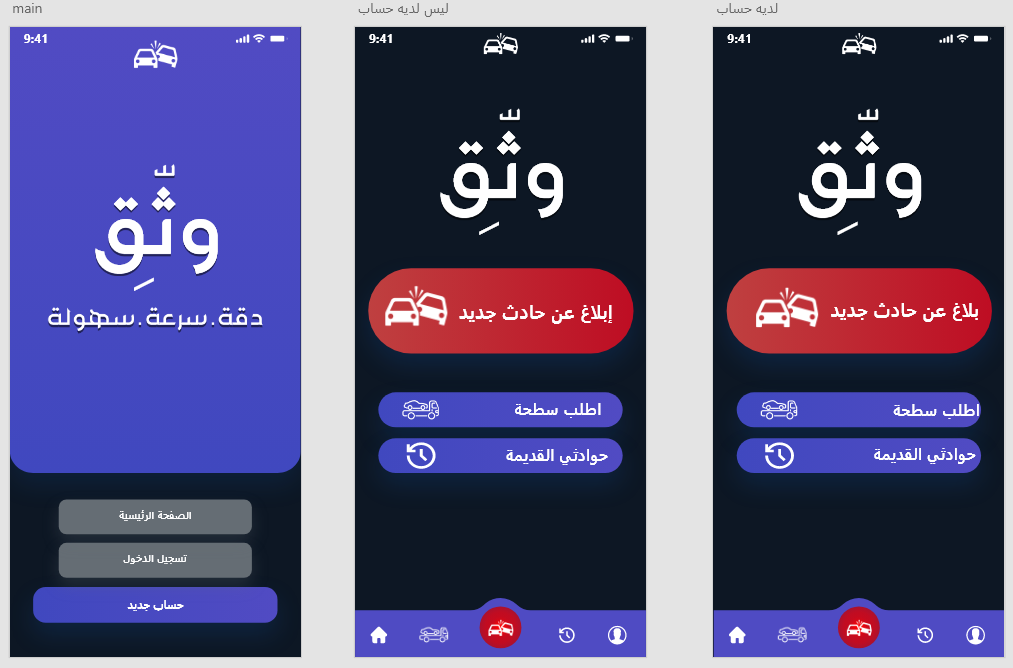 main
9:41
وثّقِ
دقة.سرعة.سهولة
الصفحة الرئيسية
تسجيل الدخول
حساب جديد
ليس لديه حساب
9:41
وثّقِ
إبلاغ عن حادث جديد
اطلب سطحة
حوادثي القديمة
لديه حساب
9:41
وثّقِ
بلاغ عن حادث جديد
اطلب سطحة
حوادثي القديمة